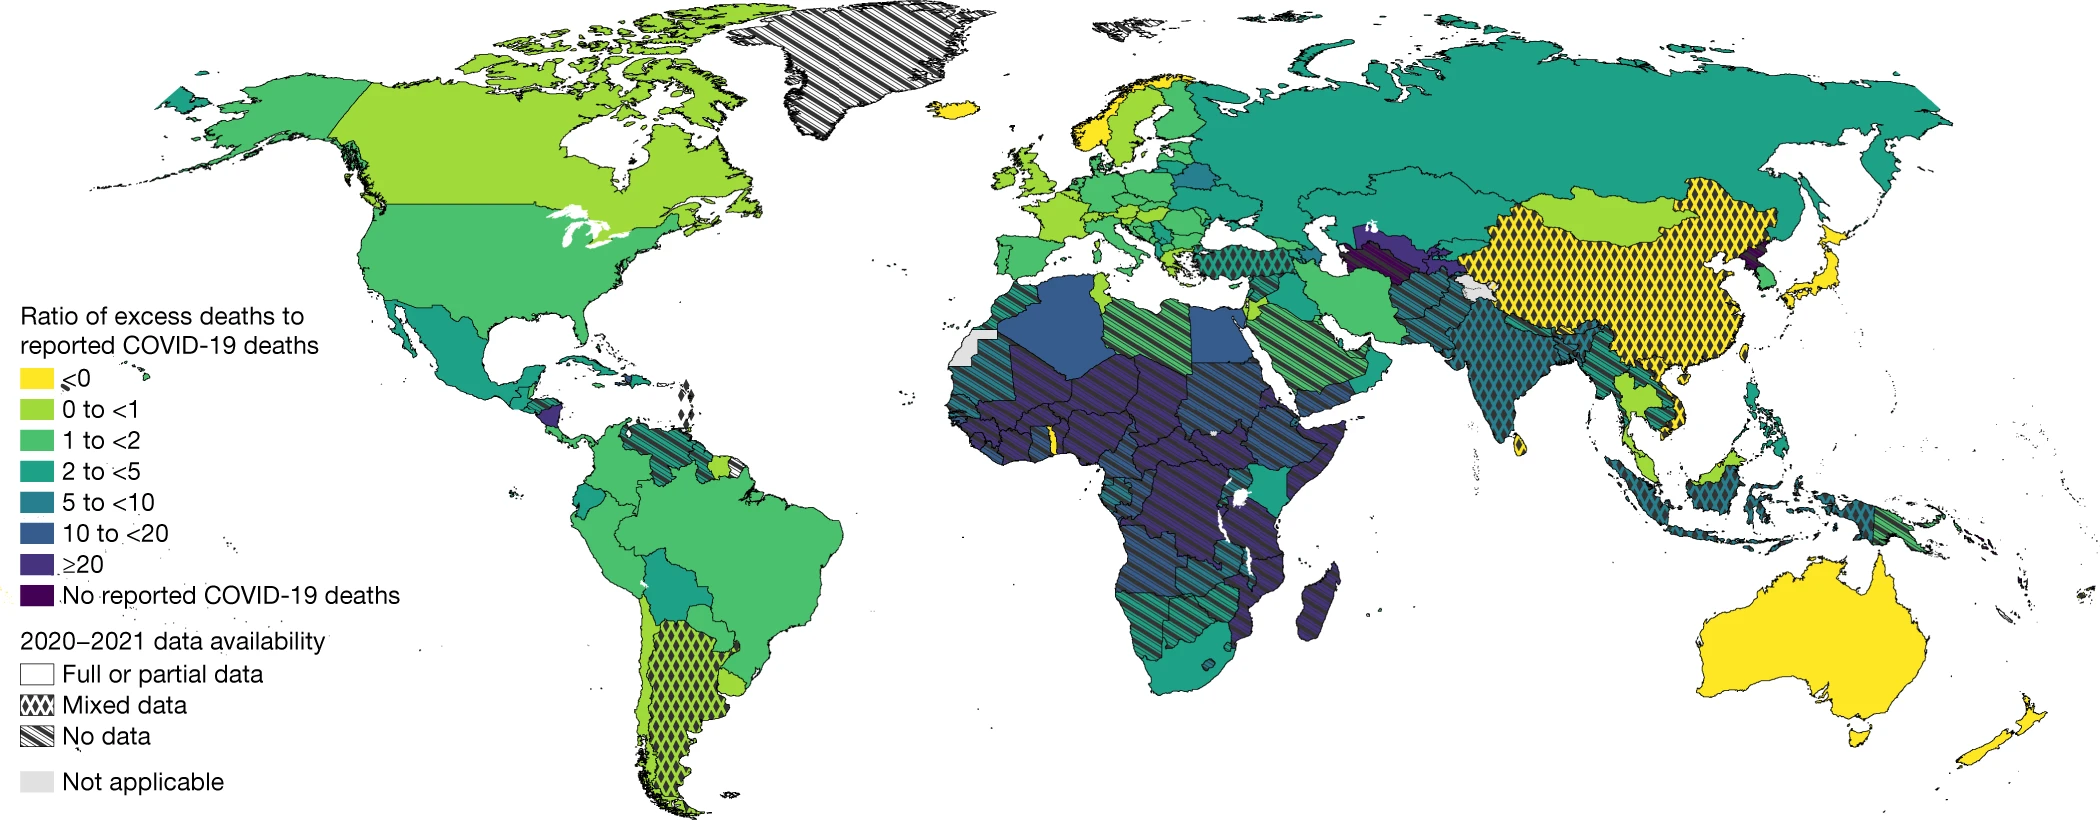 Ratio of excess deaths to
reported COVID-19 deaths
<0
0 to <1
1 to <2
2 to <5
5 to <10
10 to <20
≥20
No reported COVID-19 deaths
2020–2021 data availability
Full or partial data
Mixed data
No data
Not applicable